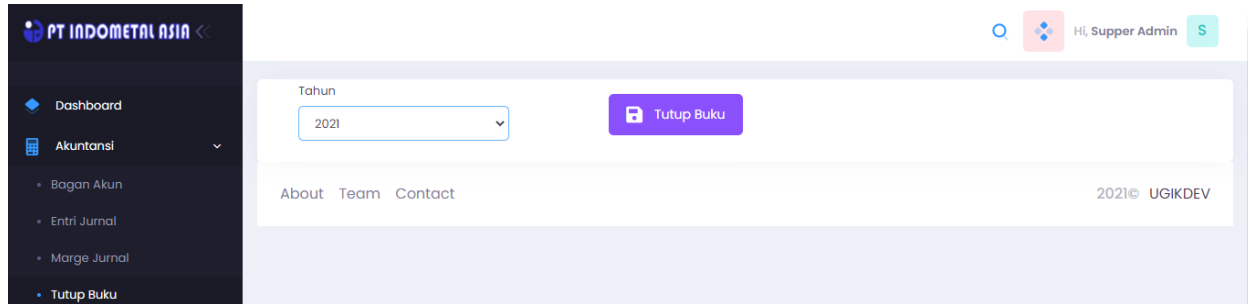 PT INDOMETAL ASIA
Hi, Supper Admin S
Dashboard
Akuntansi
Bagan Akun
Entri Jurnal
Marge Jurnal
Tutup Buku
Tahun
2021
Tutup Buku
About Team Contact
2021© UGIKDEV